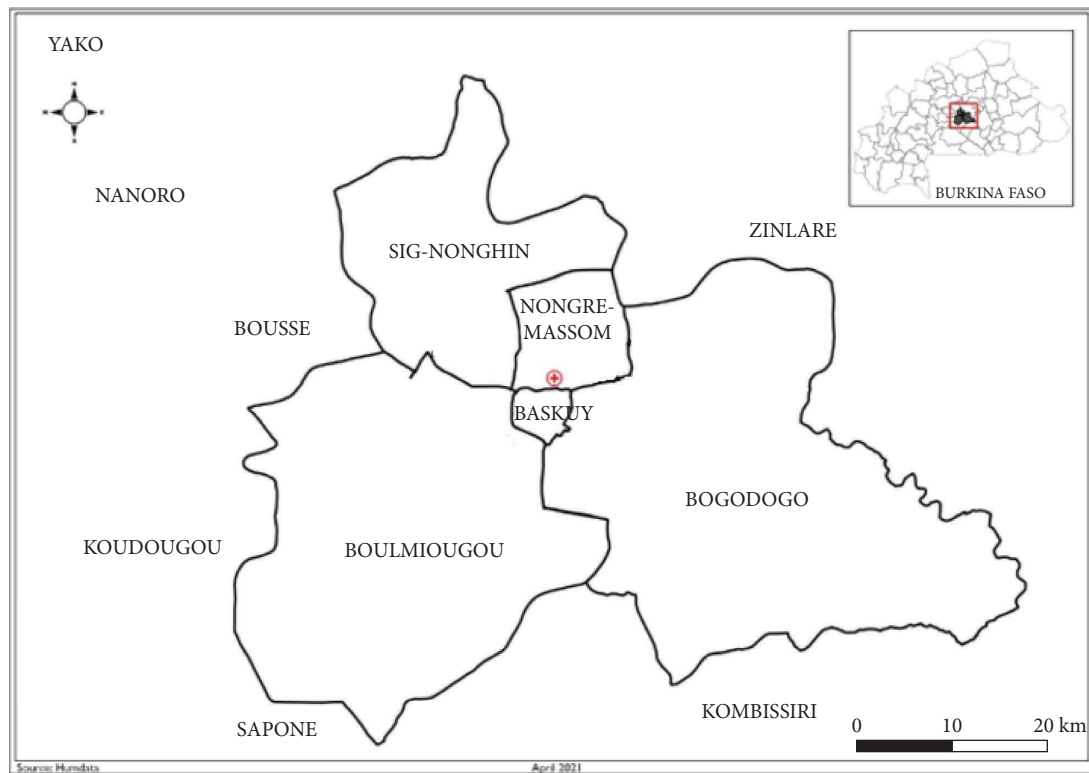 YAKO
NANORO
BURKINA FASO
ZINLARE
SIG-NONGHIN
NONGRE-
MASSOM
BOUSSE
BASKUY
BOGODOGO
KOUDOUGOU
BOULMIOUGOU
KOMBISSIRI
SAPONE
0 10 20 km
Source: Humdata
April 2021